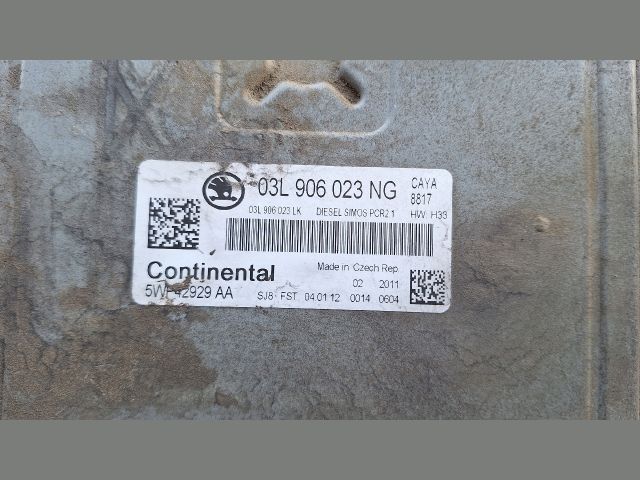 03L 906 023 NG
CAYA
8817
03L 906 023 LK DIESEL SIMOS PCR2 1 HW: H33
Continental
Made in Czech Rep.
02 2011
AA
SJ8- FST 04 01 12 0014 0604